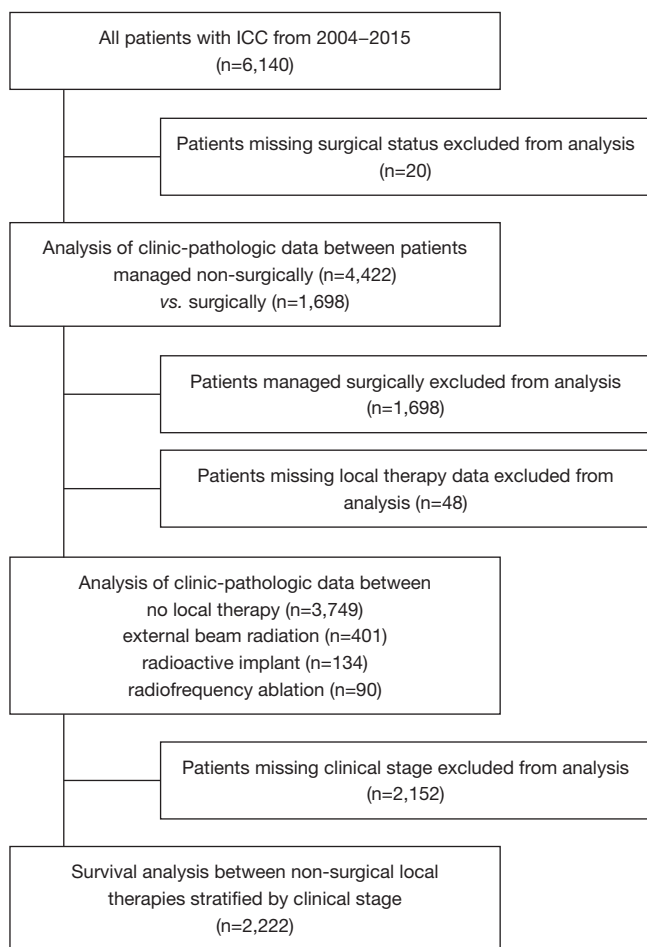 All patients with ICC from 2004–2015
(n=6,140)
Patients missing surgical status excluded from analysis
(n=20)
Analysis of clinic-pathologic data between patients
managed non-surgically (n=4,422)
vs. surgically (n=1,698)
Patients managed surgically excluded from analysis
(n=1,698)
Patients missing local therapy data excluded from
analysis (n=48)
Analysis of clinic-pathologic data between
no local therapy (n=3,749)
external beam radiation (n=401)
radioactive implant (n=134)
radiofrequency ablation (n=90)
Patients missing clinical stage excluded from analysis
(n=2,152)
Survival analysis between non-surgical local
therapies stratified by clinical stage
(n=2,222)